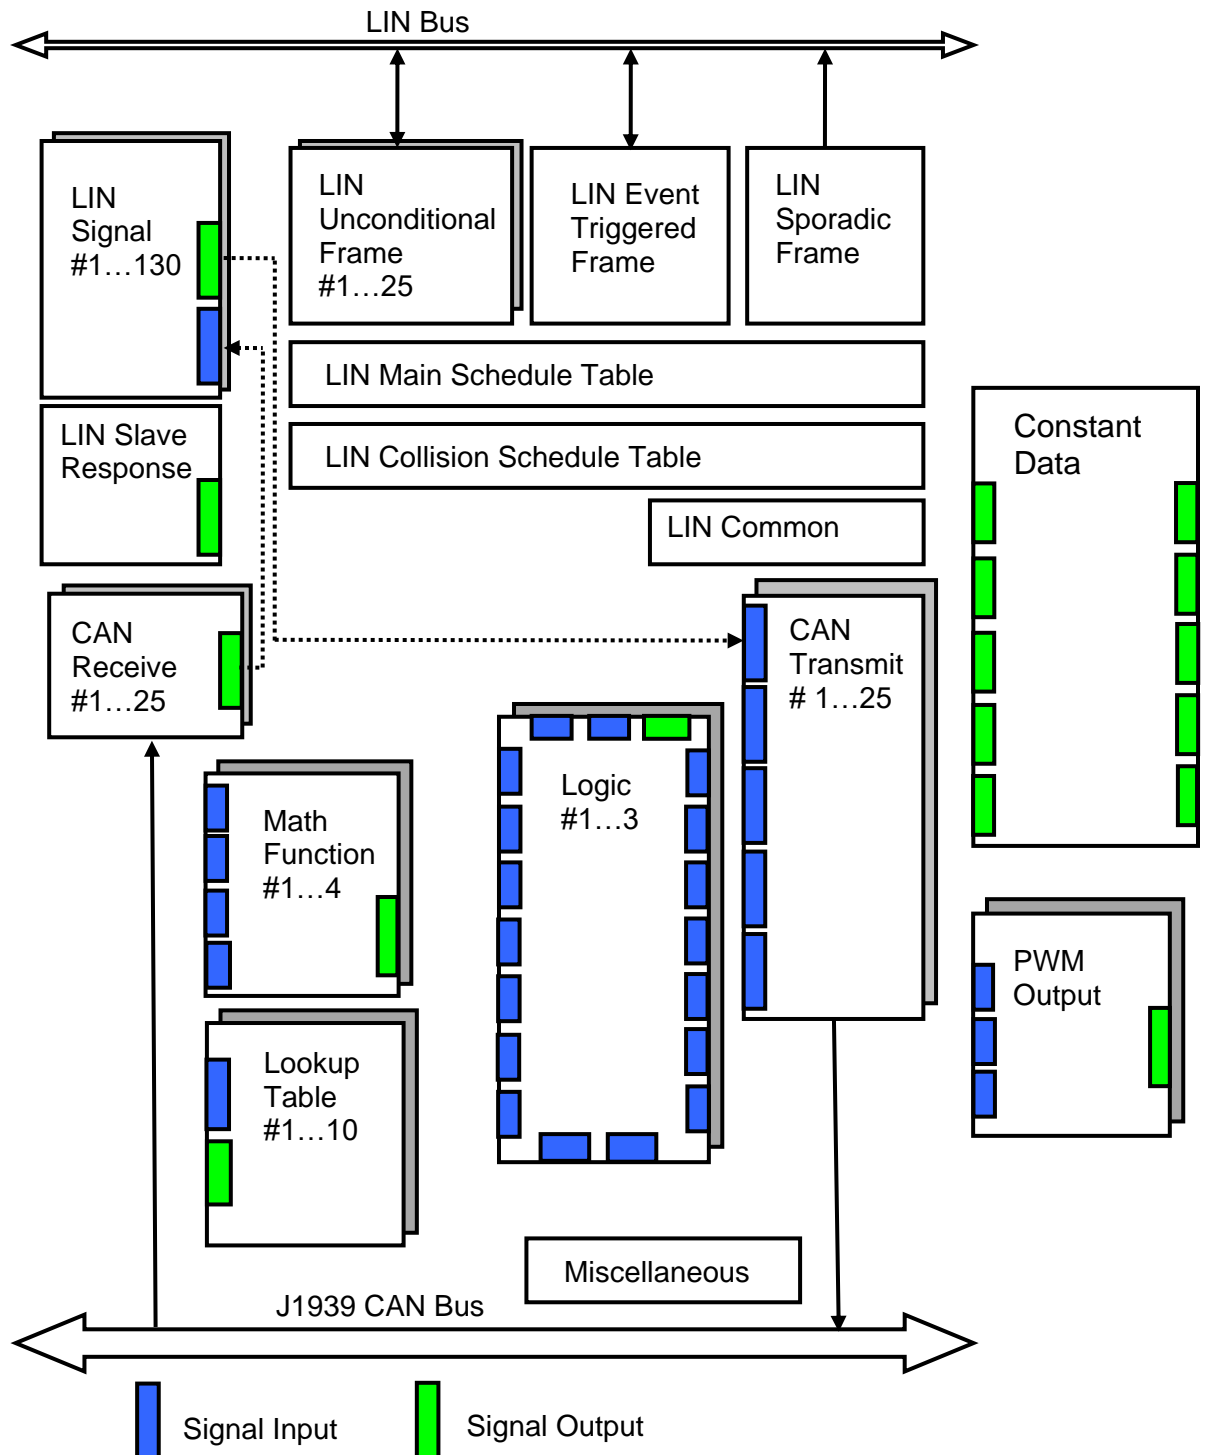 LIN Bus
LIN
Signal
#1…130
LIN
Unconditional
Frame
#1…25
LIN Event
Triggered
Frame
LIN
Sporadic
Frame
LIN Main Schedule Table
LIN Slave
Response
LIN Collision Schedule Table
Constant
Data
LIN Common
CAN
Receive
#1…25
CAN
Transmit
# 1…25
Logic
#1…3
Math
Function
#1…4
PWM
Output
Lookup
Table
#1…10
Miscellaneous
J1939 CAN Bus
Signal Input
Signal Output